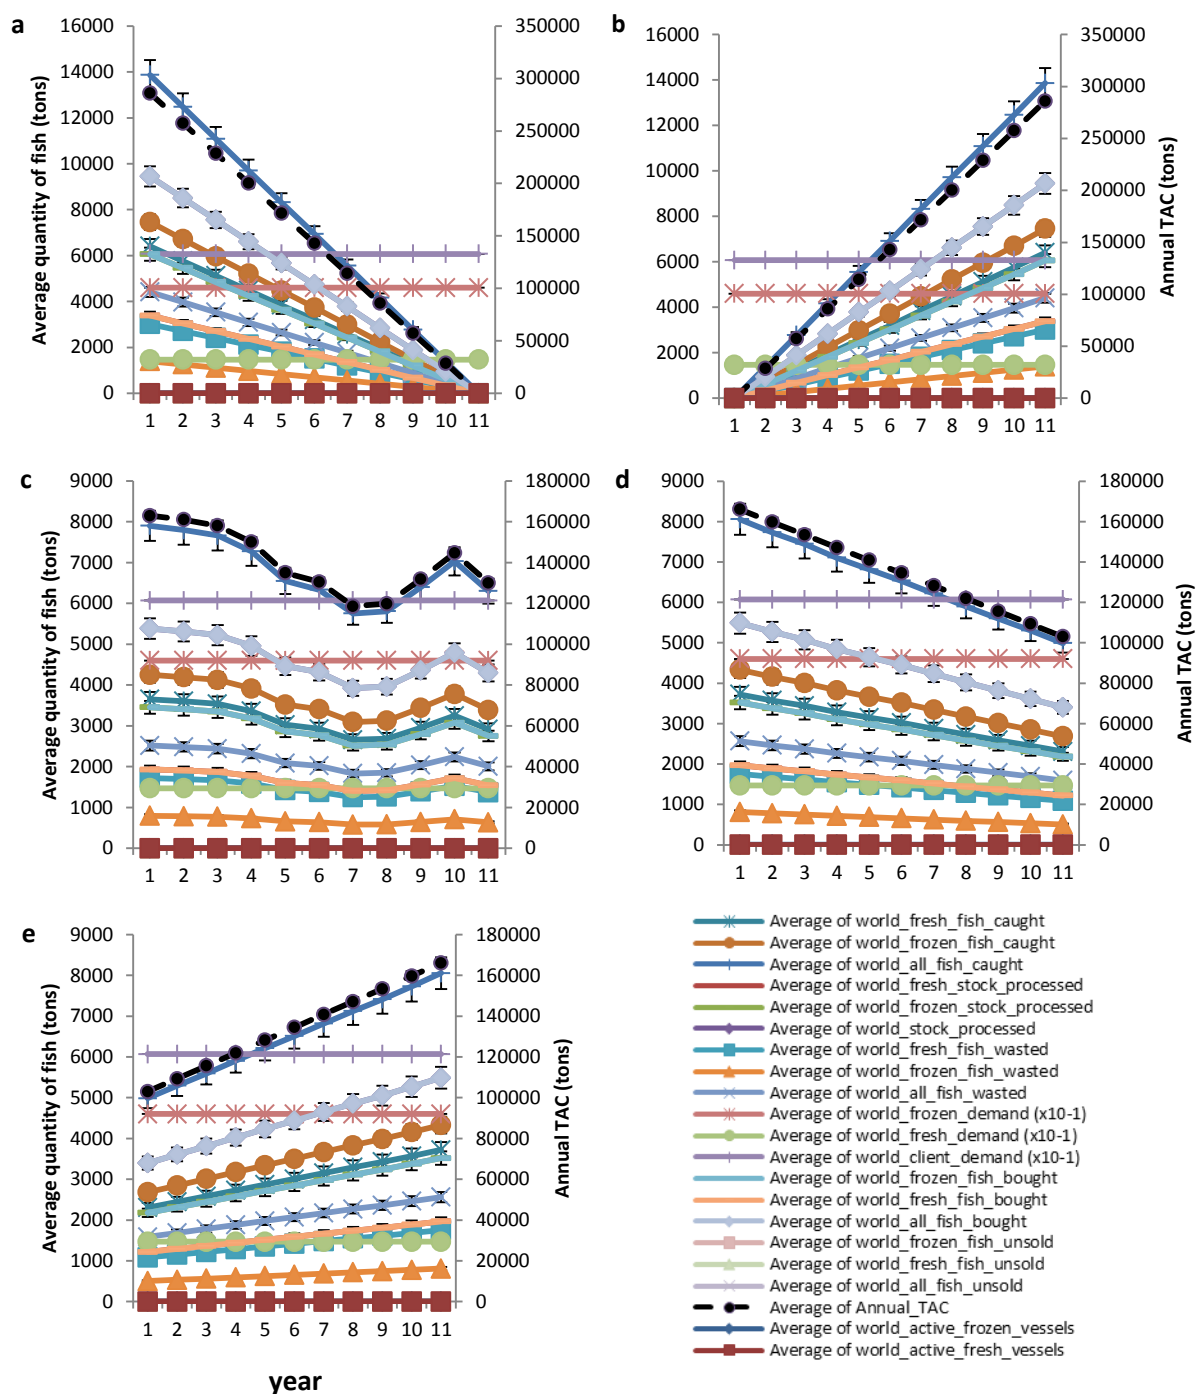 a
16000
14000
12000
10000
8000
6000
4000
2000
0
Average quantity of fish (tons)
350000
300000
250000
200000
150000
100000
50000
0
1 2 3 4 5 6 7 8 9 10 11
b
16000
14000
12000
10000
8000
6000
4000
2000
0
350000
300000
250000
200000
150000
100000
50000
0
Annual TAC (tons)
1 2 3 4 5 6 7 8 9 10 11
c
9000
8000
7000
6000
5000
4000
3000
2000
1000
0
Average quantity of fish (tons)
180000
160000
140000
120000
100000
80000
60000
40000
20000
0
1 2 3 4 5 6 7 8 9 10 11
d
9000
8000
7000
6000
5000
4000
3000
2000
1000
0
180000
160000
140000
120000
100000
80000
60000
40000
20000
0
Annual TAC (tons)
1 2 3 4 5 6 7 8 9 10 11
e
9000
8000
7000
6000
5000
4000
3000
2000
1000
0
Average quantity of fish (tons)
180000
160000
140000
120000
100000
80000
60000
40000
20000
0
Annual TAC (tons)
1 2 3 4 5 6 7 8 9 10 11
year
Average of world_fresh_fish_caught
Average of world_frozen_fish_caught
Average of world_all_fish_caught
Average of world_fresh_stock_processed
Average of world_frozen_stock_processed
Average of world_stock_processed
Average of world_fresh_fish_wasted
Average of world_frozen_fish_wasted
Average of world_all_fish_wasted
Average of world_frozen_demand (x10-1)
Average of world_fresh_demand (x10-1)
Average of world_client_demand (x10-1)
Average of world_frozen_fish_bought
Average of world_fresh_fish_bought
Average of world_all_fish_bought
Average of world_frozen_fish_unsold
Average of world_fresh_fish_unsold
Average of world_all_fish_unsold
Average of Annual_TAC
Average of world_active_frozen_vessels
Average of world_active_fresh_vessels